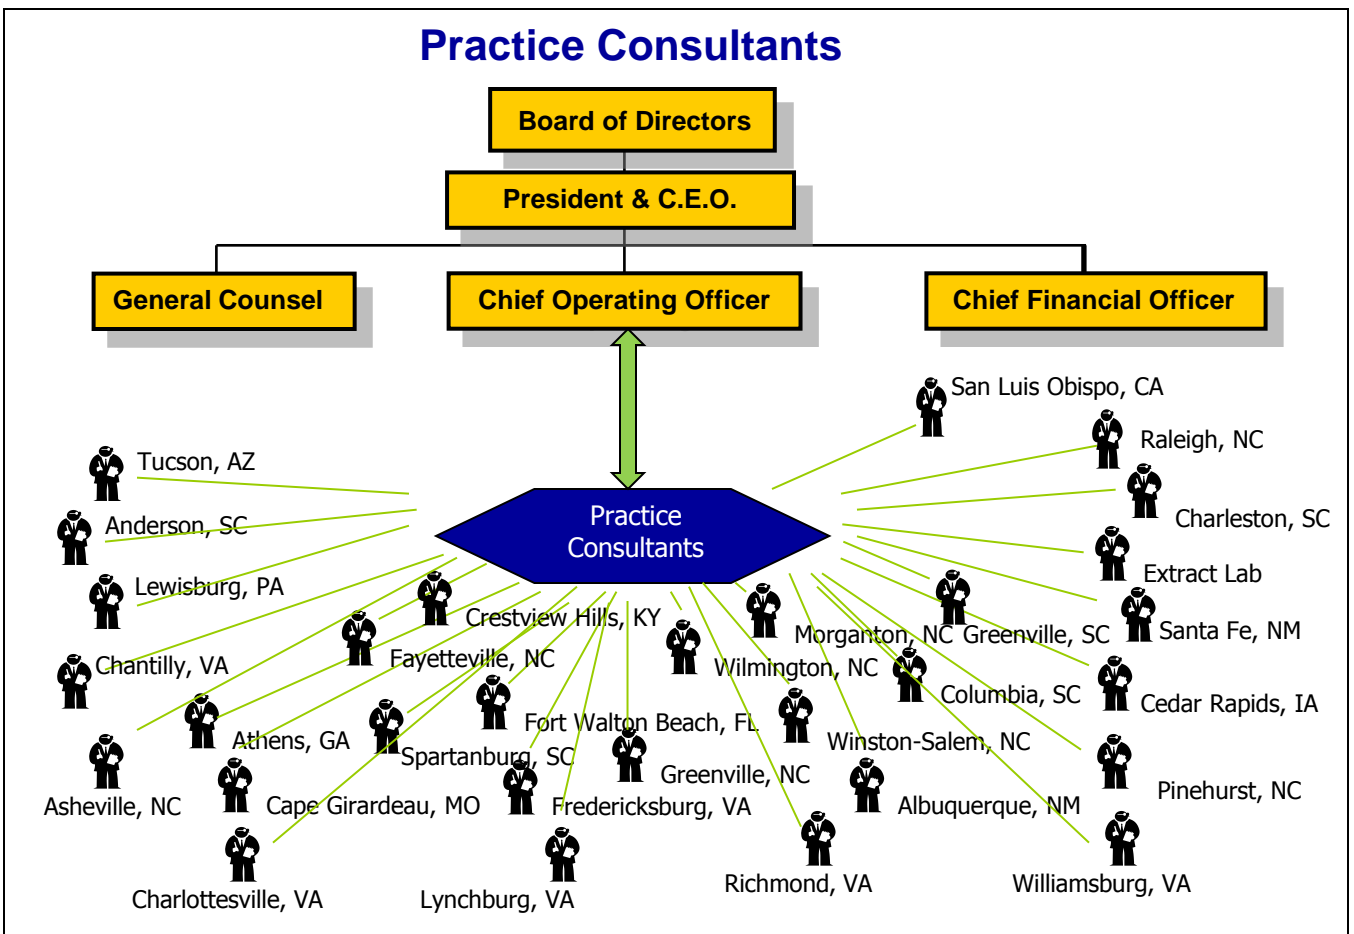 Practice Consultants
Board of Directors
President & C.E.O.
General Counsel
Chief Operating Officer
Chief Financial Officer
San Luis Obispo, CA
Raleigh, NC
Tucson, AZ
Charleston, SC
Anderson, SC
Practice
Consultants
Extract Lab
Lewisburg, PA
Crestview Hills, KY
Morganton, NC
Greenville, SC
Santa Fe, NM
Chantilly, VA
Fayetteville, NC
Wilmington, NC
Columbia, SC
Cedar Rapids, IA
Athens, GA
Fort Walton Beach, FL
Winston-Salem, NC
Spartanburg, SC
Greenville, NC
Pinehurst, NC
Asheville, NC
Cape Girardeau, MO
Fredericksburg, VA
Albuquerque, NM
Charlottesville, VA
Lynchburg, VA
Richmond, VA
Williamsburg, VA